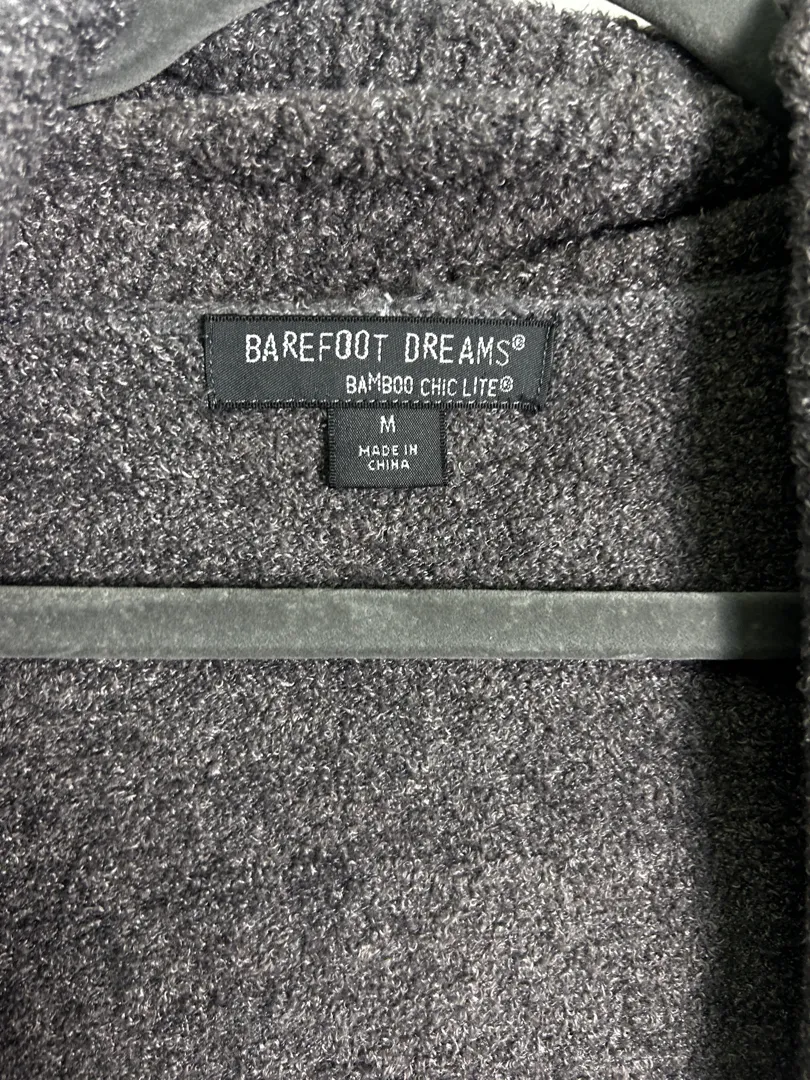 BAREFOOT DREAMS®
BAMBOO CHIC LITE®
M
MADE IN
CHINA